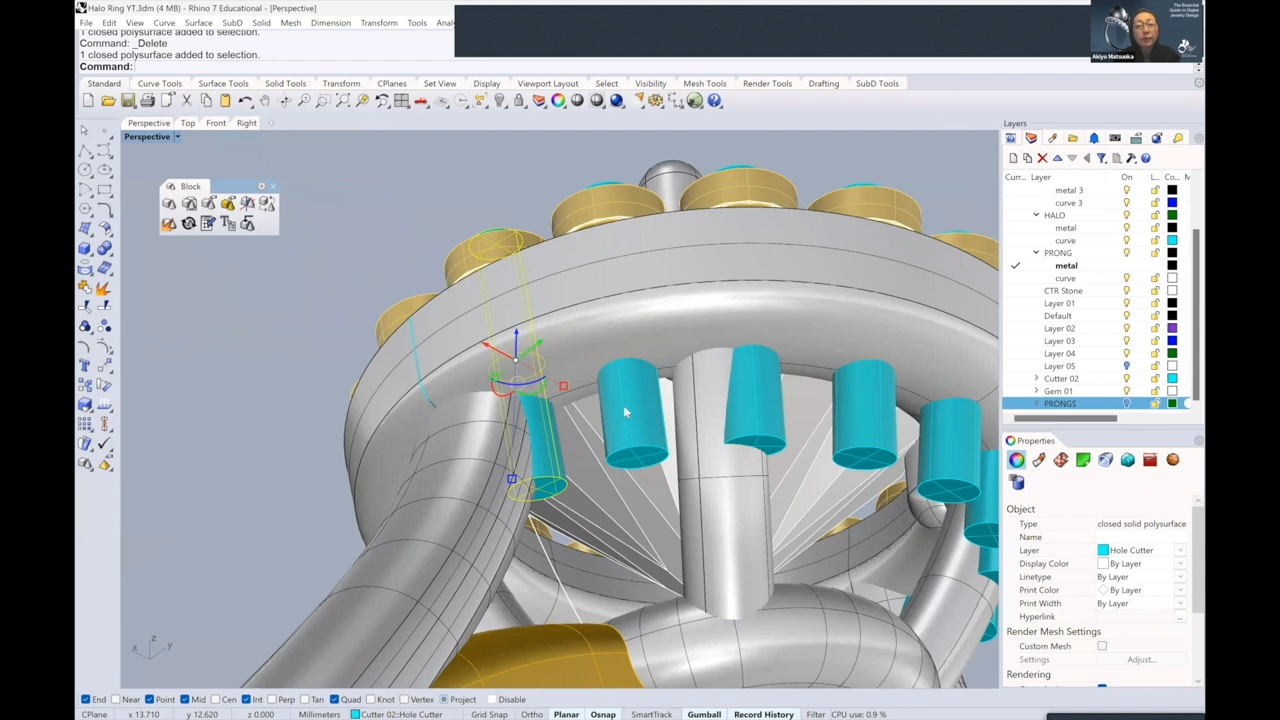 Halo Ring YT.3dm (4 MB) - Rhino 7 Educational - [Perspective]
The Essential
Guide to Digital
Jewelry Design
Akiyo Matsuoka
File Edit View Curve Surface SubD Solid Mesh Dimension Transform Tools
1 closed polysurface added to selection.
Command: _Delete
1 closed polysurface added to selection.
Command:
Standard Curve Tools Surface Tools Solid Tools Transform CPlanes Set View Display Viewport Layout Select Visibility Mesh Tools Render Tools Drafting SubD Tools
Perspective Top Front Right
Perspective
Block
Layers
Curr... Layer On L... Co... M
metal 3
curve 3
HALO
metal
curve
PRONG
metal
curve
CTR Stone
Layer 01
Default
Layer 02
Layer 03
Layer 04
Layer 05
Cutter 02
Gem 01
PRONGS
Properties
Object
Type closed solid polysurface
Name
Layer Hole Cutter
Display Color By Layer
Linetype By Layer
Print Color By Layer
Print Width By Layer
Hyperlink ...
Render Mesh Settings
Custom Mesh
Settings Adjust...
Rendering
z
x y
End Near Point Mid Cen Int Perp Tan Quad Knot Vertex Project Disable
CPlane x 13.710 y 12.620 z 0.000 Millimeters Cutter 02::Hole Cutter Grid Snap Ortho Planar Osnap SmartTrack Gumball Record History Filter CPU use: 0.9 %